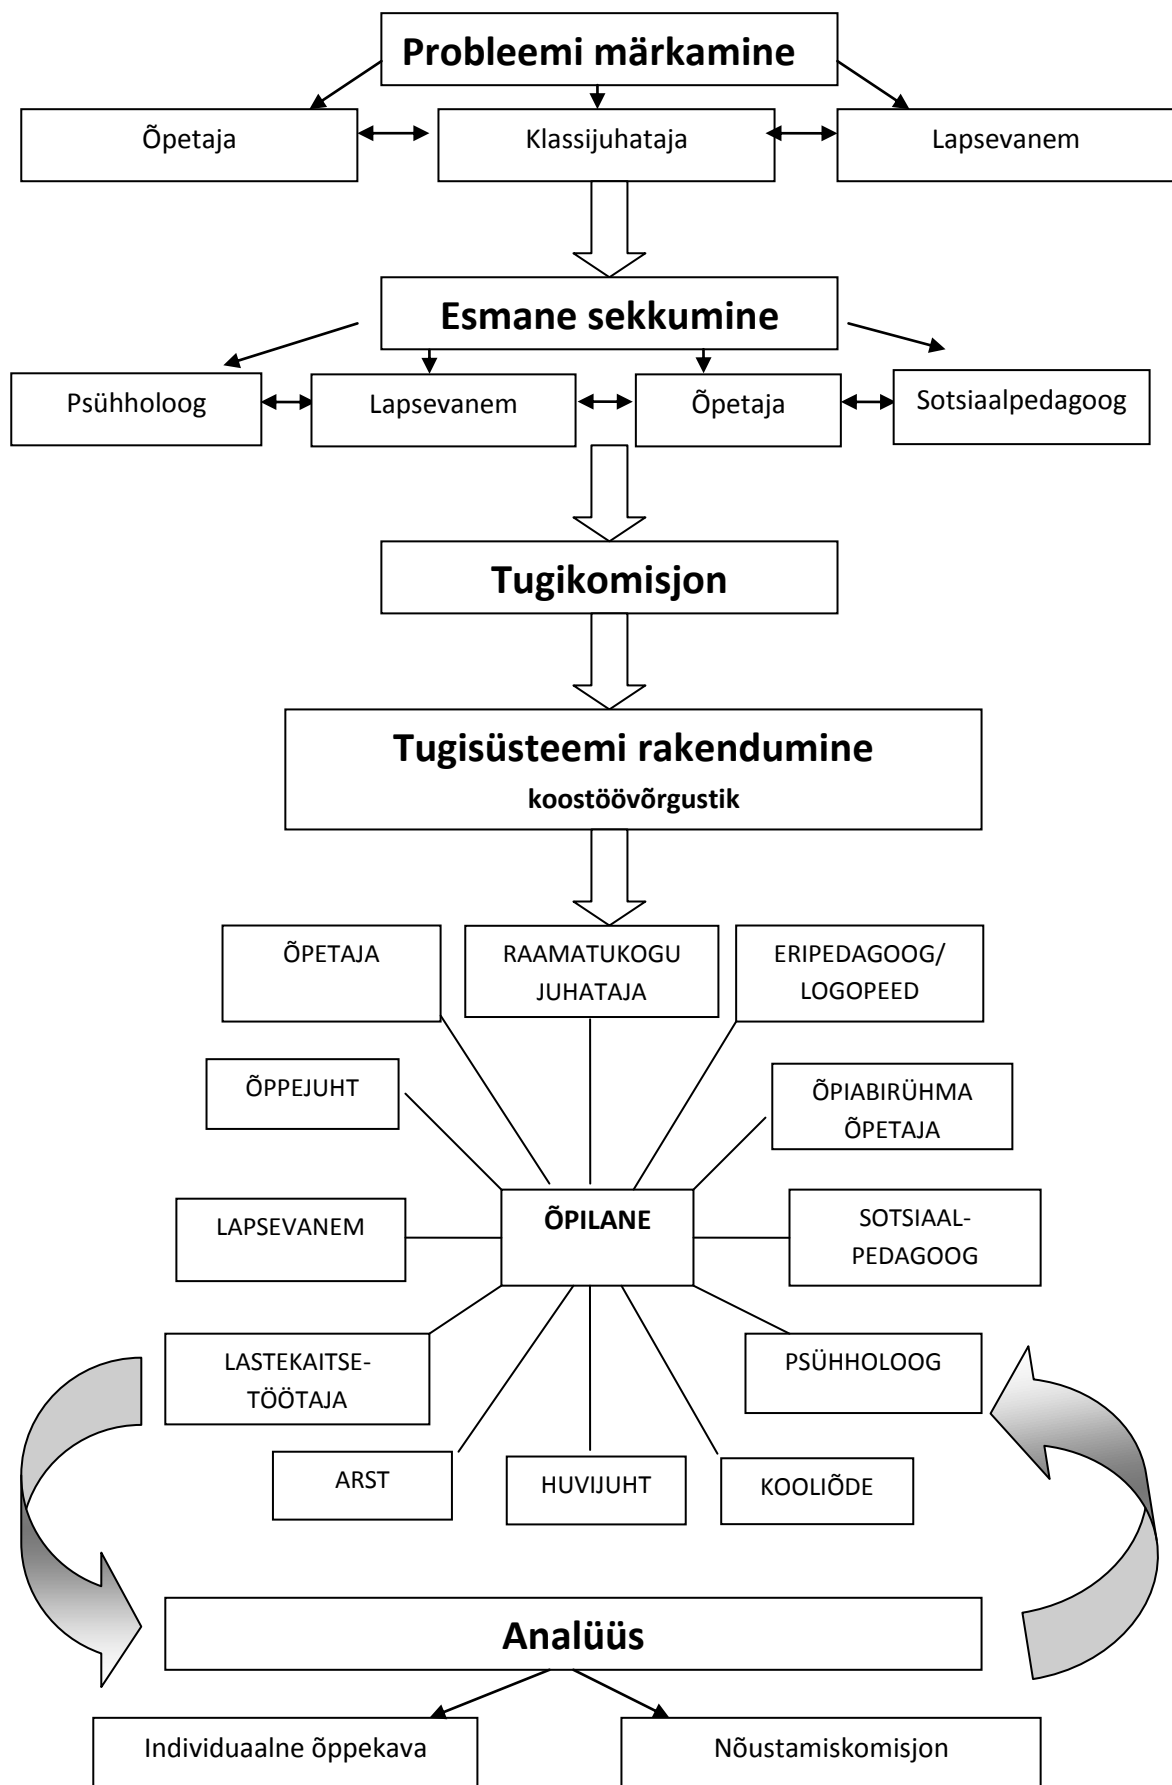 Probleemi märkamine
Õpetaja
Klassijuhataja
Lapsevanem
Esmane sekkumine
Psühholoog
Lapsevanem
Õpetaja
Sotsiaalpedagoog
Tugikomisjon
Tugisüsteemi rakendumine
koostöövõrgustik
ÕPETAJA
RAAMATUKOGU
JUHATAJA
ERIPEDAGOOG/
LOGOPEED
ÕPPEJUHT
ÕPIABIRÜHMA
ÕPETAJA
LAPSEVANEM
ÕPILANE
SOTSIAAL-
PEDAGOOG
LASTEKAITSE-
TÖÖTAJA
PSÜHHOLOOG
ARST
HUVIJUHT
KOOLIÕDE
Analüüs
Individuaalne õppekava
Nõustamiskomisjon